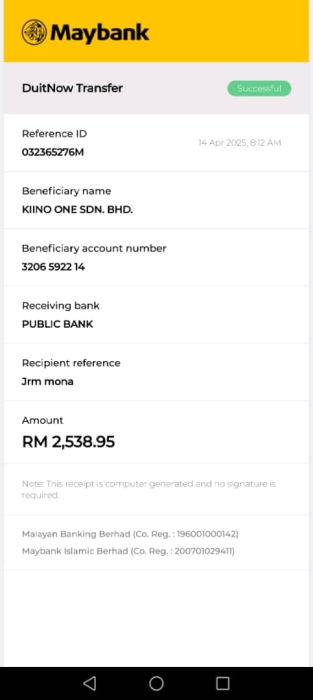 Maybank
DuitNow Transfer
Successful
Reference ID
032365276M
14 Apr 2025, 8:12 AM
Beneficiary name
KIINO ONE SDN. BHD.
Beneficiary account number
3206 5922 14
Receiving bank
PUBLIC BANK
Recipient reference
Jrm mona
Amount
RM 2,538.95
Note: This receipt is computer generated and no signature is
required.
Malayan Banking Berhad (Co. Reg. : 196001000142)
Maybank Islamic Berhad (Co. Reg. : 200701029411)